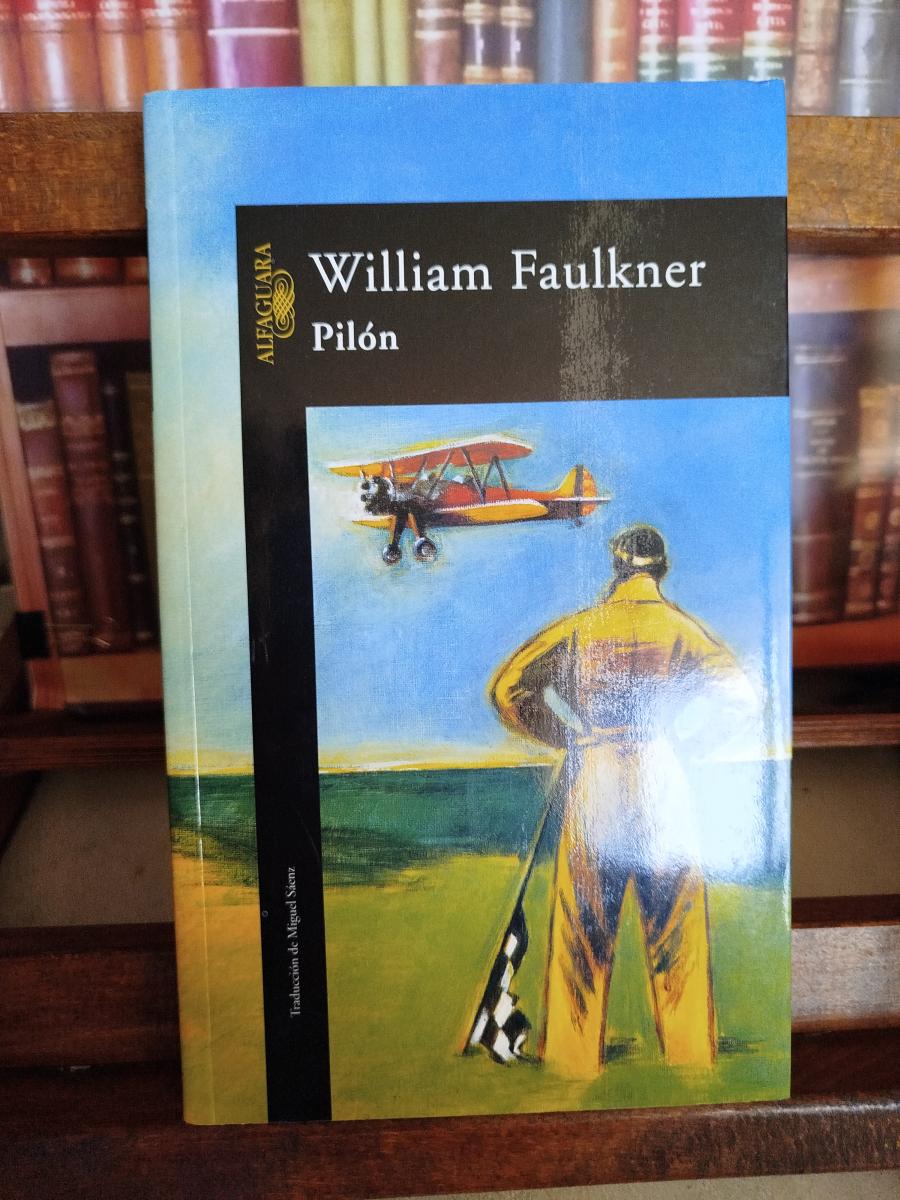 ALFAGUARA
William Faulkner
Pilón
Traducción de Miguel Sáenz